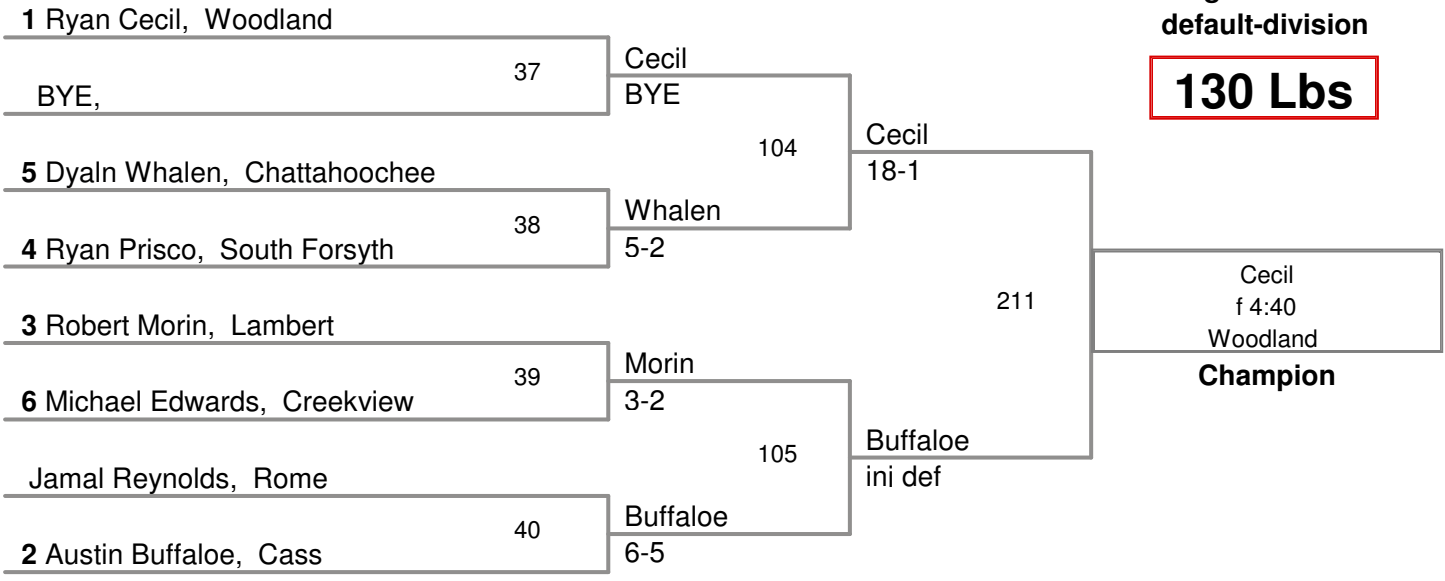 default-division
130 Lbs
1 Ryan Cecil, Woodland
37
BYE,
Cecil
BYE
104
5 Dyaln Whalen, Chattahoochee
38
4 Ryan Prisco, South Forsyth
Whalen
5-2
Cecil
18-1
211
3 Robert Morin, Lambert
39
6 Michael Edwards, Creekview
Morin
3-2
105
Jamal Reynolds, Rome
40
2 Austin Buffaloe, Cass
Buffaloe
6-5
Buffaloe
ini def
Cecil
f 4:40
Woodland
Champion